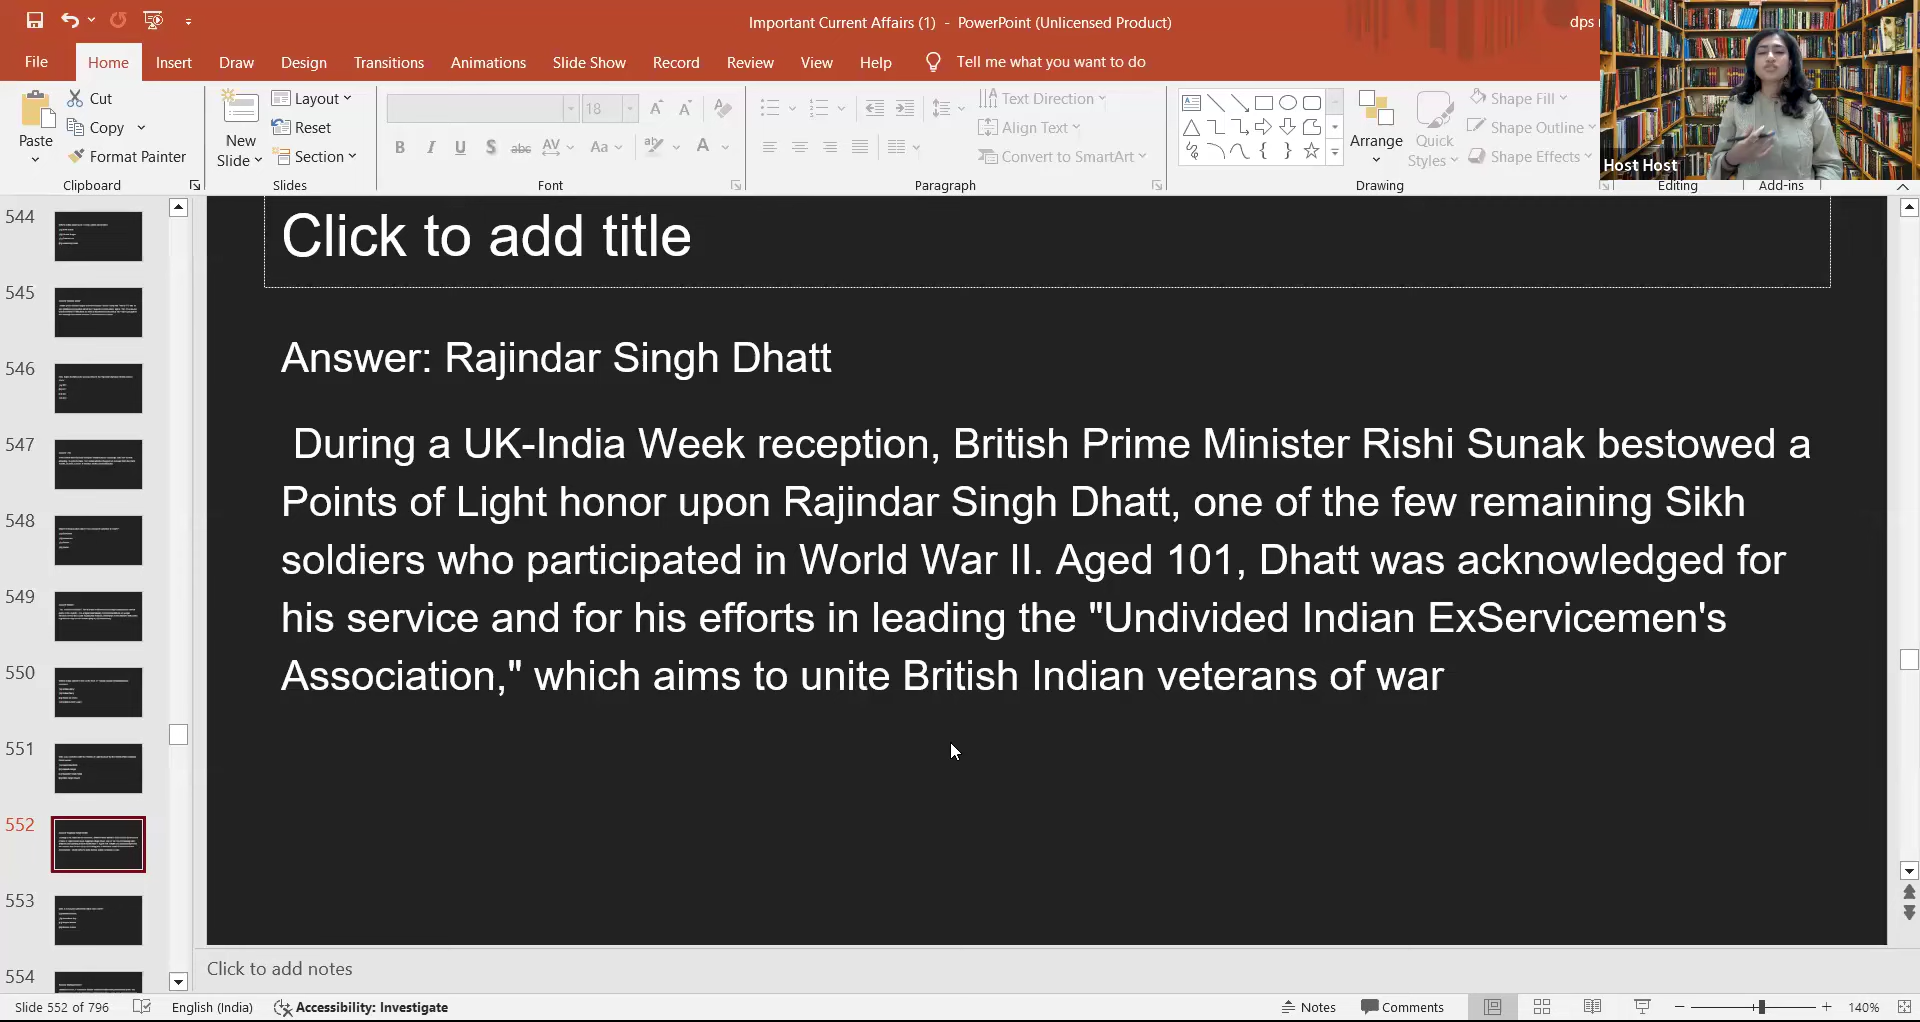 Important Current Affairs (1) - PowerPoint (Unlicensed Product)
dps
File Home Insert Draw Design Transitions Animations Slide Show Record Review View Help Tell me what you want to do
Paste
Cut
Copy
Format Painter
Clipboard
New Slide
Layout
Reset
Section
Slides
18
B I U S abc AV Aa A
Font
Text Direction
Align Text
Convert to SmartArt
Paragraph
Arrange
Quick Styles
Shape Fill
Shape Outline
Shape Effects
Drawing
Editing
Add-ins
Host Host
544
545
546
547
548
549
550
551
552
553
554
Click to add title
Answer: Rajindar Singh Dhatt
During a UK-India Week reception, British Prime Minister Rishi Sunak bestowed a
Points of Light honor upon Rajindar Singh Dhatt, one of the few remaining Sikh
soldiers who participated in World War II. Aged 101, Dhatt was acknowledged for
his service and for his efforts in leading the "Undivided Indian ExServicemen's
Association," which aims to unite British Indian veterans of war
Click to add notes
Slide 552 of 796 English (India) Accessibility: Investigate Notes Comments 140%